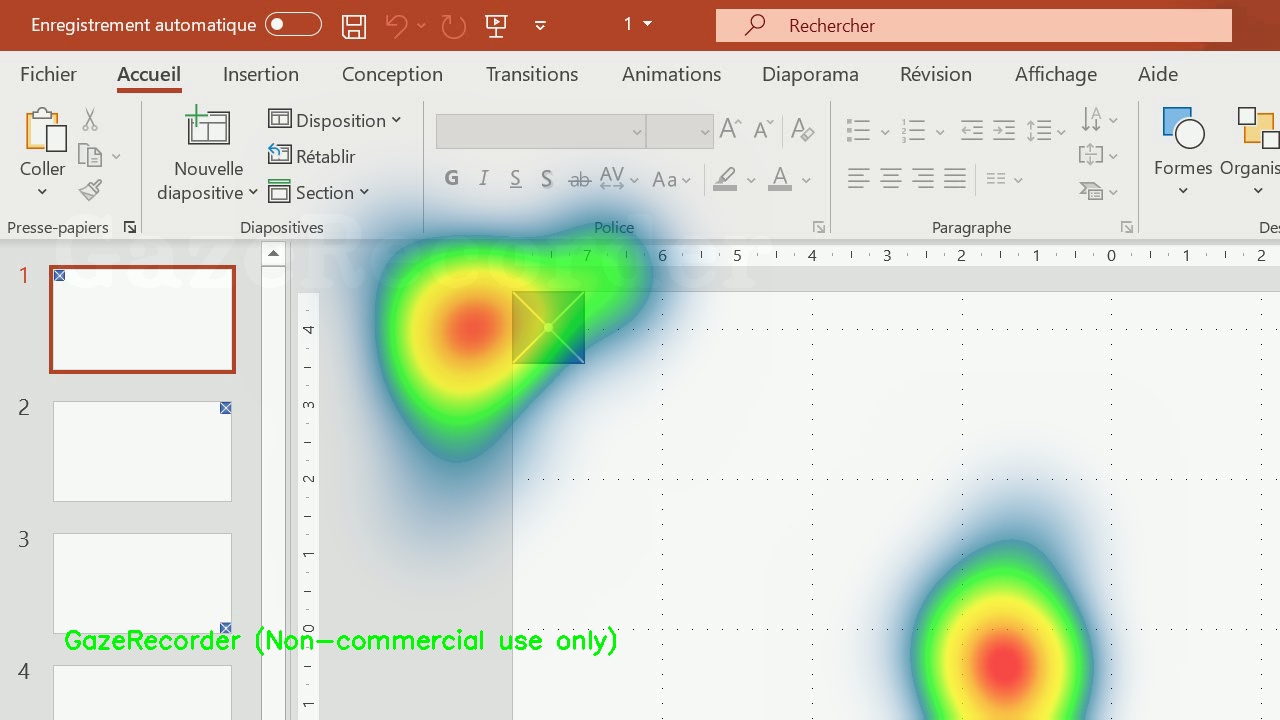 Enregistrement automatique
1
Rechercher
Fichier Accueil Insertion Conception Transitions Animations Diaporama Révision Affichage Aide
Coller
Nouvelle diapositive
Disposition
Rétablir
Section
G I S S ab AV Aa A
Formes
Organis
Presse-papiers
Diapositives
Police
Paragraphe
Des
7 6 5 4 3 2 1 0 1 2
4
3
2
1
0
1
1
2
3
4
GazeRecorder
GazeRecorder (Non-commercial use only)